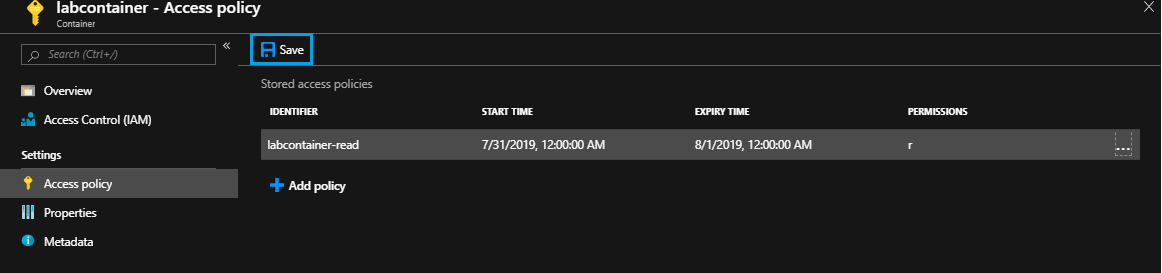 labcontainer - Access policy
Container
Search (Ctrl+/)
Overview
Access Control (IAM)
Settings
Access policy
Properties
Metadata
Save
Stored access policies
IDENTIFIER START TIME EXPIRY TIME PERMISSIONS
labcontainer-read 7/31/2019, 12:00:00 AM 8/1/2019, 12:00:00 AM r ...
Add policy